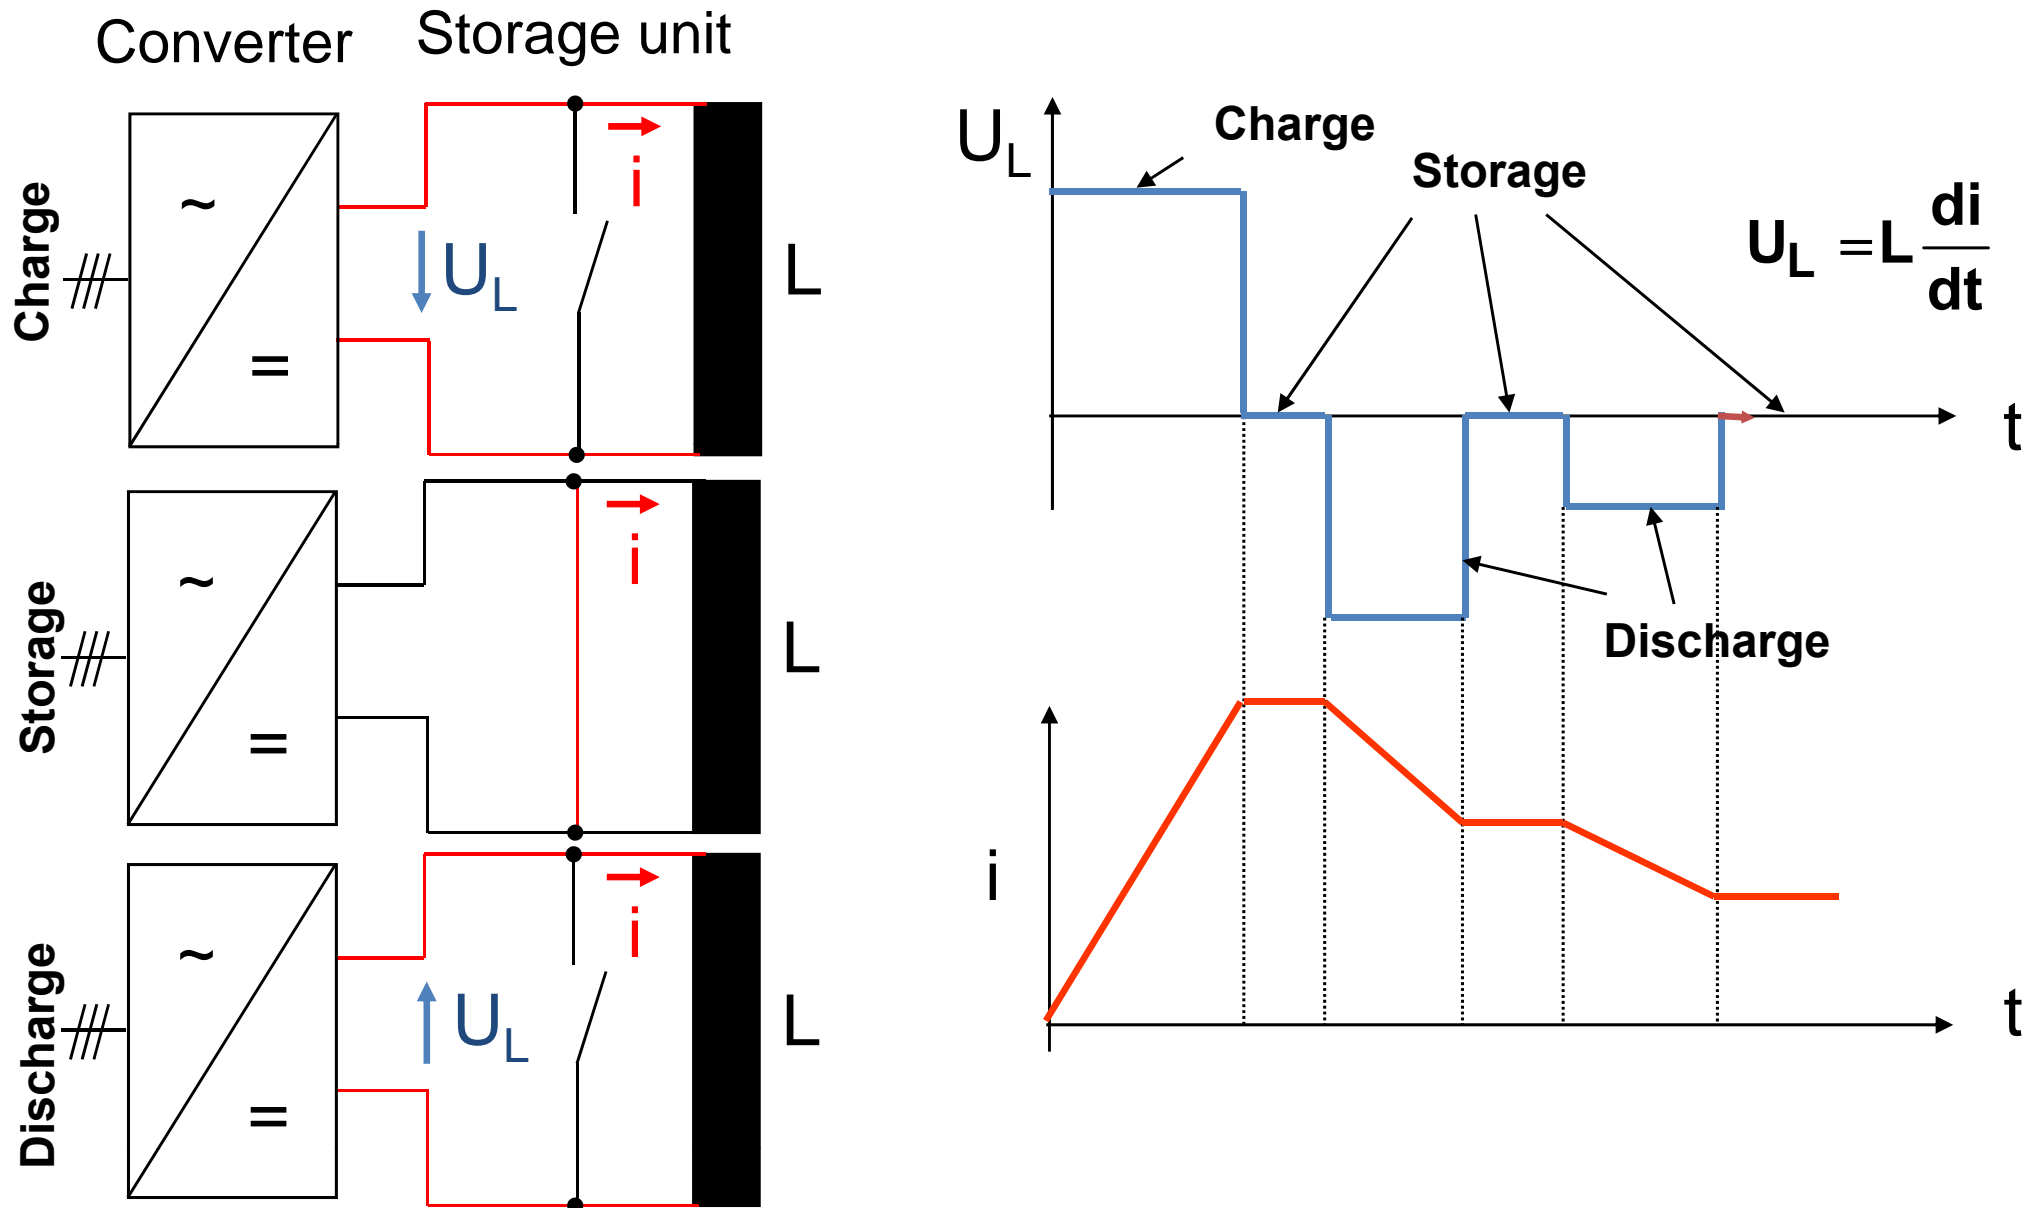 Converter
Storage unit
Charge
~
=
U_L
i
L
Storage
~
=
i
L
Discharge
~
=
U_L
i
L
U_L
Charge
Storage
U_L = L di/dt
t
Discharge
i
t